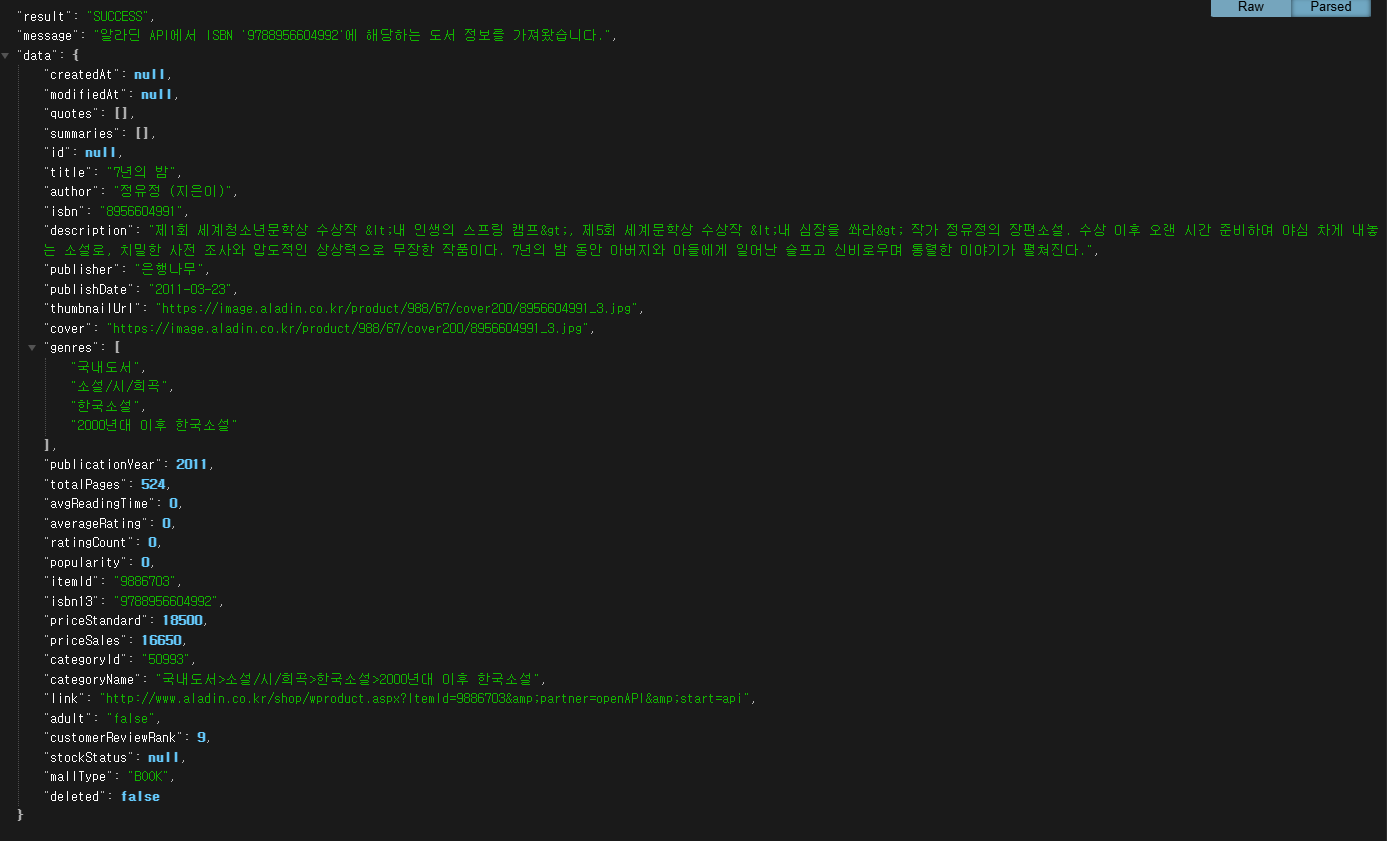 Raw Parsed
"result": "SUCCESS",
"message": "알라딘 API에서 ISBN '9788956604992'에 해당하는 도서 정보를 가져왔습니다.",
"data": {
"createdAt": null,
"modifiedAt": null,
"quotes": [],
"summaries": [],
"id": null,
"title": "7년의 밤",
"author": "정유정 (지은이)",
"isbn": "8956604991",
"description": "제1회 세계청소년문학상 수상작 &lt;내 인생의 스프링 캠프&gt;, 제5회 세계문학상 수상작 &lt;내 심장을 쏴라&gt; 작가 정유정의 장편소설. 수상 이후 오랜 시간 준비하며 야심 차게 내놓
는 소설로, 치밀한 사전 조사와 압도적인 상상력으로 무장한 작품이다. 7년의 밤 동안 아버지와 아들에게 일어난 슬프고 신비로우며 통렬한 이야기가 펼쳐진다.",
"publisher": "은행나무",
"publishDate": "2011-03-23",
"thumbnailUrl": "https://image.aladin.co.kr/product/988/67/cover200/8956604991_3.jpg",
"cover": "https://image.aladin.co.kr/product/988/67/cover200/8956604991_3.jpg",
"genres": [
"국내도서",
"소설/시/희곡",
"한국소설",
"2000년대 이후 한국소설"
],
"publicationYear": 2011,
"totalPages": 524,
"avgReadingTime": 0,
"averageRating": 0,
"ratingCount": 0,
"popularity": 0,
"itemId": "9886703",
"isbn13": "9788956604992",
"priceStandard": 18500,
"priceSales": 16650,
"categoryId": "50993",
"categoryName": "국내도서>소설/시/희곡>한국소설>2000년대 이후 한국소설",
"link": "http://www.aladin.co.kr/shop/wproduct.aspx?ItemId=9886703&amp;partner=openAPI&amp;start=api",
"adult": "false",
"customerReviewRank": 9,
"stockStatus": null,
"mallType": "BOOK",
"deleted": false
}